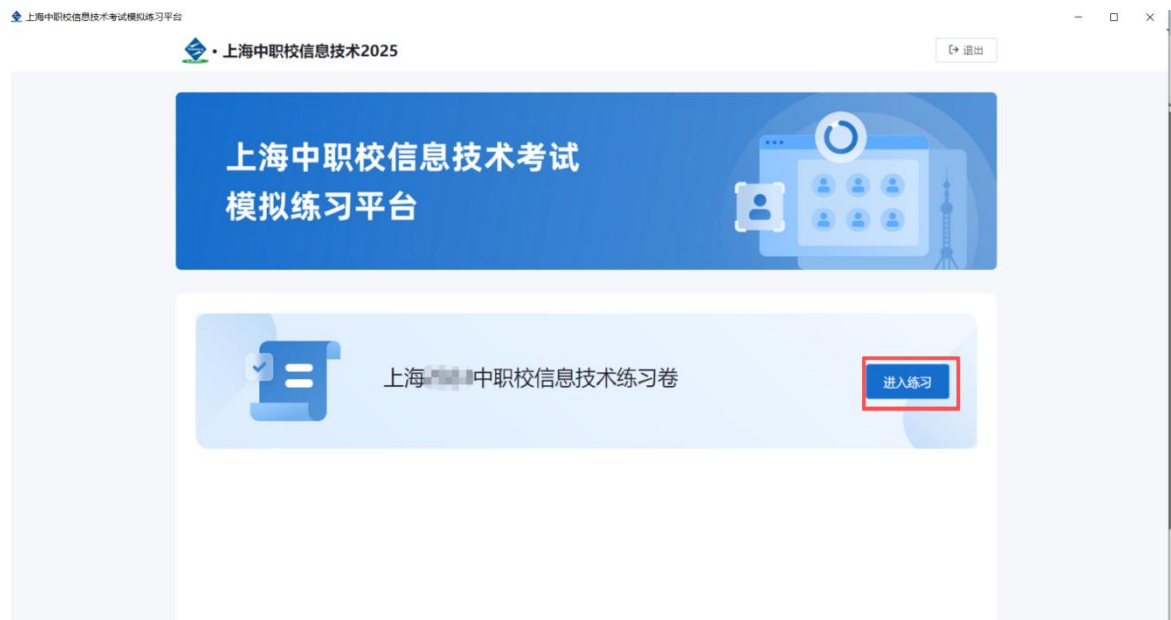 上海中职校信息技术考试模拟练习平台
·上海中职校信息技术2025
退出
上海中职校信息技术考试
模拟练习平台
上海中职校信息技术练习卷
进入练习